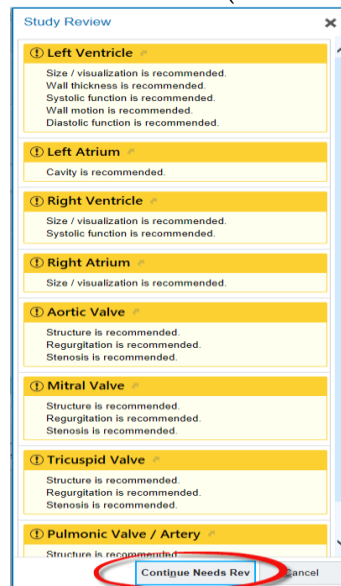 Study Review
Left Ventricle
Size / visualization is recommended.
Wall thickness is recommended.
Systolic function is recommended.
Wall motion is recommended.
Diastolic function is recommended.
Left Atrium
Cavity is recommended.
Right Ventricle
Size / visualization is recommended.
Systolic function is recommended.
Right Atrium
Size / visualization is recommended.
Aortic Valve
Structure is recommended.
Regurgitation is recommended.
Stenosis is recommended.
Mitral Valve
Structure is recommended.
Regurgitation is recommended.
Stenosis is recommended.
Tricuspid Valve
Structure is recommended.
Regurgitation is recommended.
Stenosis is recommended.
Pulmonic Valve / Artery
Structure is recommended
Continue Needs Rev Cancel